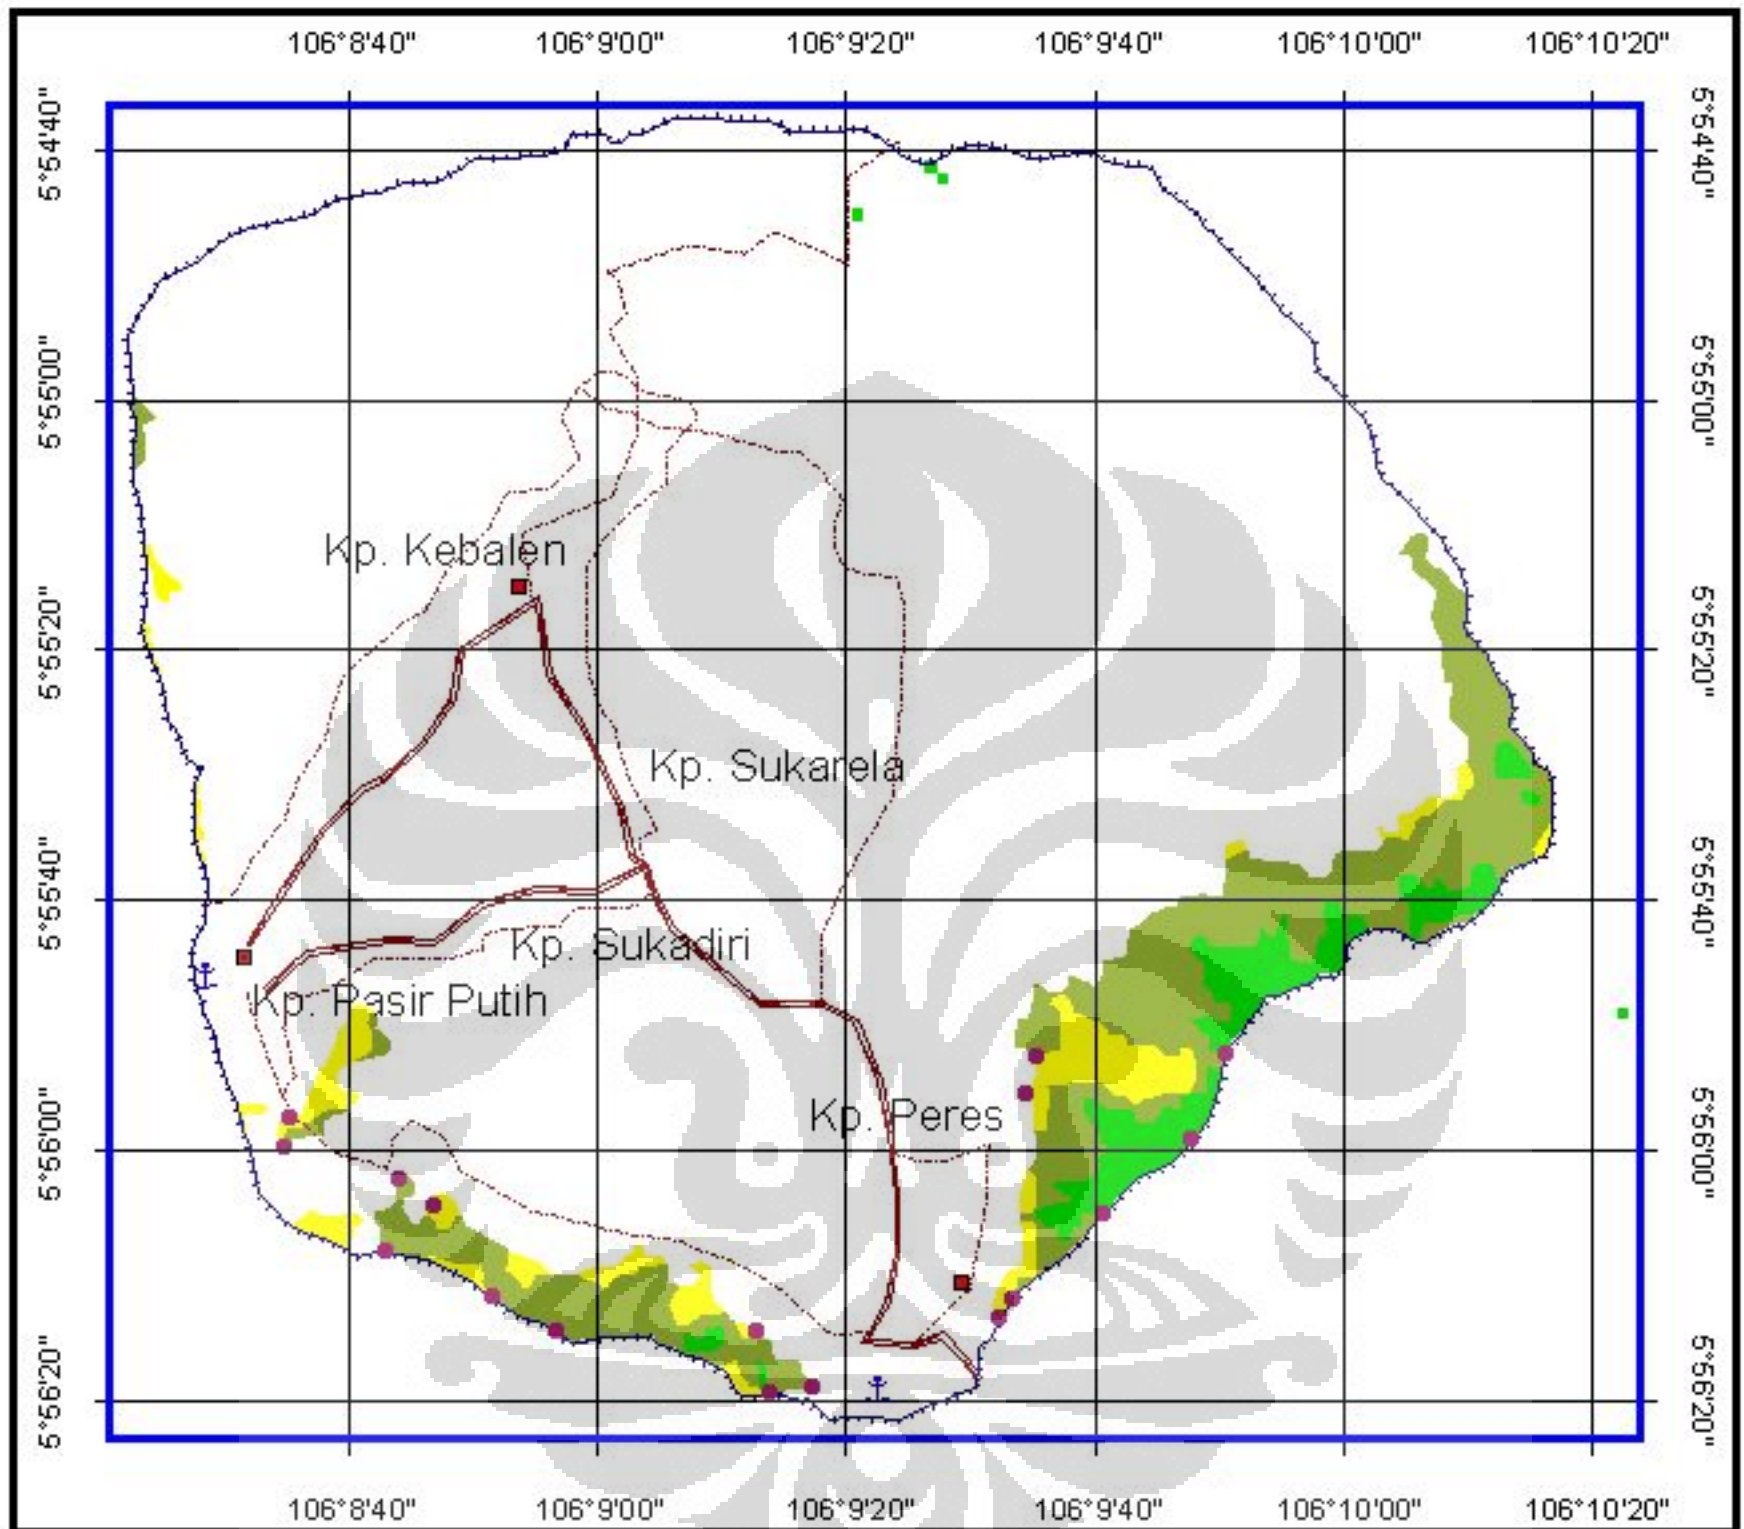 106°8'40" 106°9'00" 106°9'20" 106°9'40" 106°10'00" 106°10'20"
5°54'40" 5°54'40"
5°55'00" 5°55'00"
Kp. Kebalen
5°55'20" 5°55'20"
Kp. Sukarela
5°55'40" 5°55'40"
Kp. Sukadiri
Kp. Pasir Putih
Kp. Peres
5°56'00" 5°56'00"
5°56'20" 5°56'20"
106°8'40" 106°9'00" 106°9'20" 106°9'40" 106°10'00" 106°10'20"